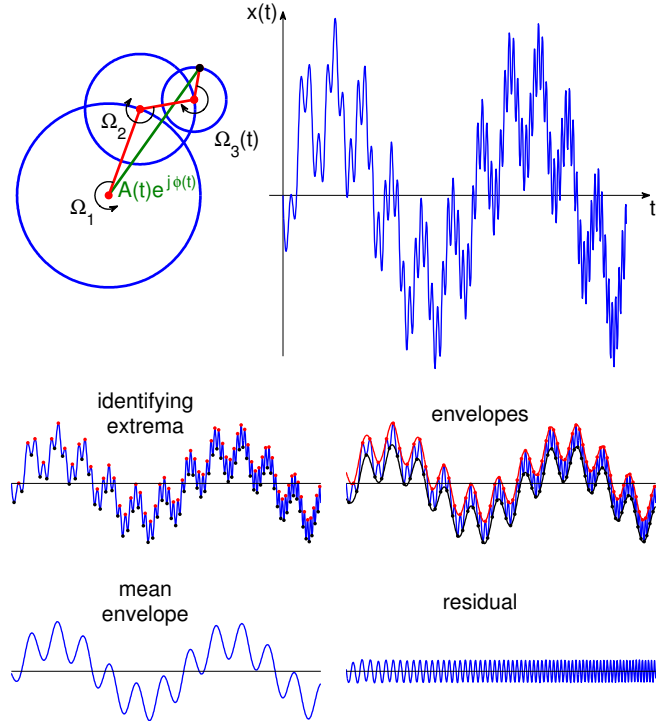 x(t)
Ω₂
Ω₃(t)
A(t)e^{jϕ(t)}
Ω₁
t
identifying
extrema
envelopes
mean
envelope
residual